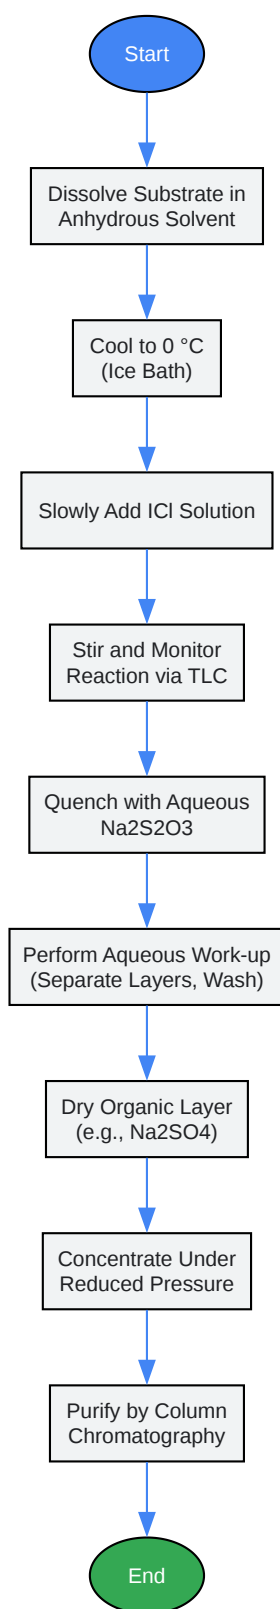 Start
Dissolve Substrate in
Anhydrous Solvent
Cool to 0 °C
(Ice Bath)
Slowly Add ICl Solution
Stir and Monitor
Reaction via TLC
Quench with Aqueous
Na2S2O3
Perform Aqueous Work-up
(Separate Layers, Wash)
Dry Organic Layer
(e.g., Na2SO4)
Concentrate Under
Reduced Pressure
Purify by Column
Chromatography
End